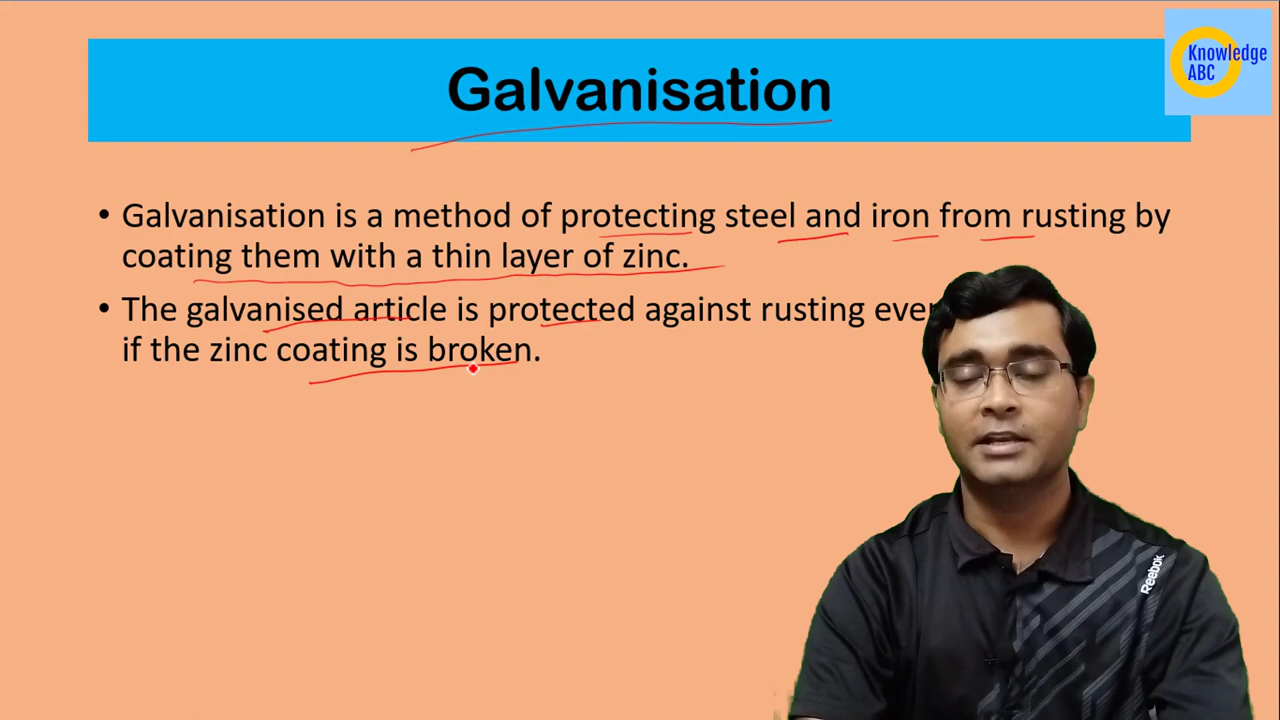 Knowledge
ABC
Galvanisation
• Galvanisation is a method of protecting steel and iron from rusting by
coating them with a thin layer of zinc.
• The galvanised article is protected against rusting even
if the zinc coating is broken.
Reebok